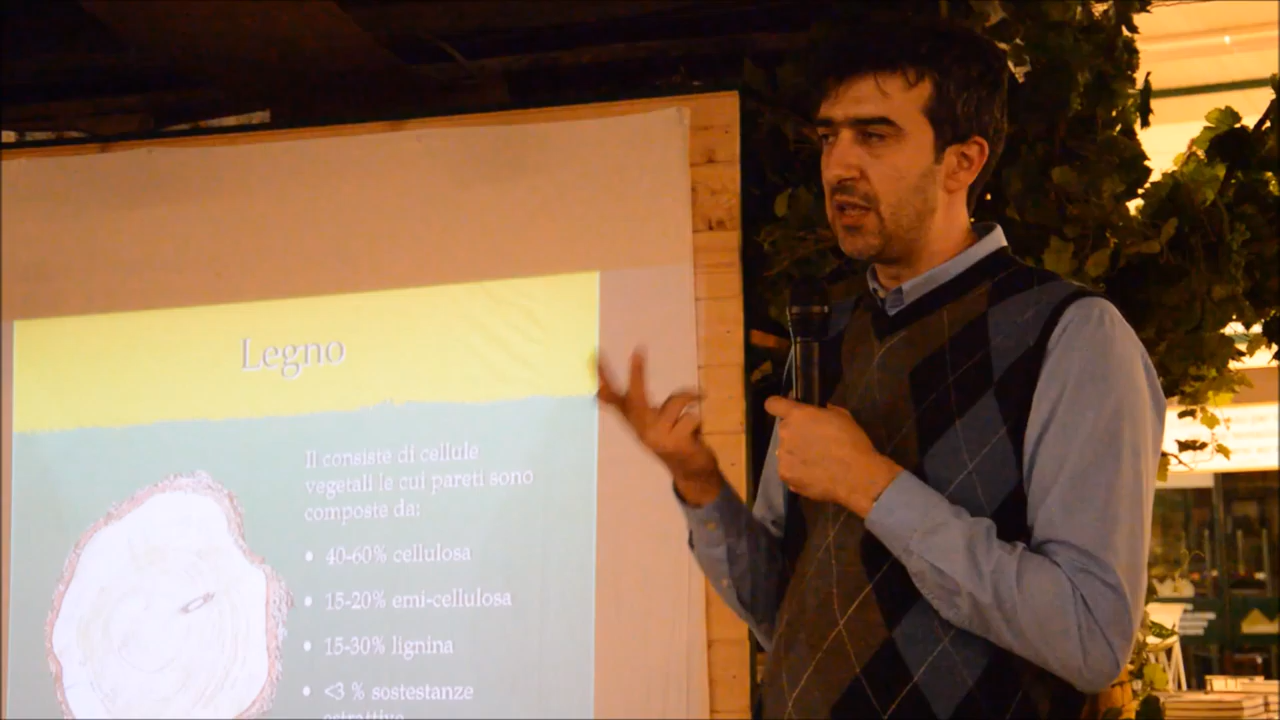 Legno
Il consiste di cellule
vegetali le cui pareti sono
composte da:
• 40-60% cellulosa
• 15-20% emi-cellulosa
• 15-30% lignina
• <3 % sostestanze
estrattive